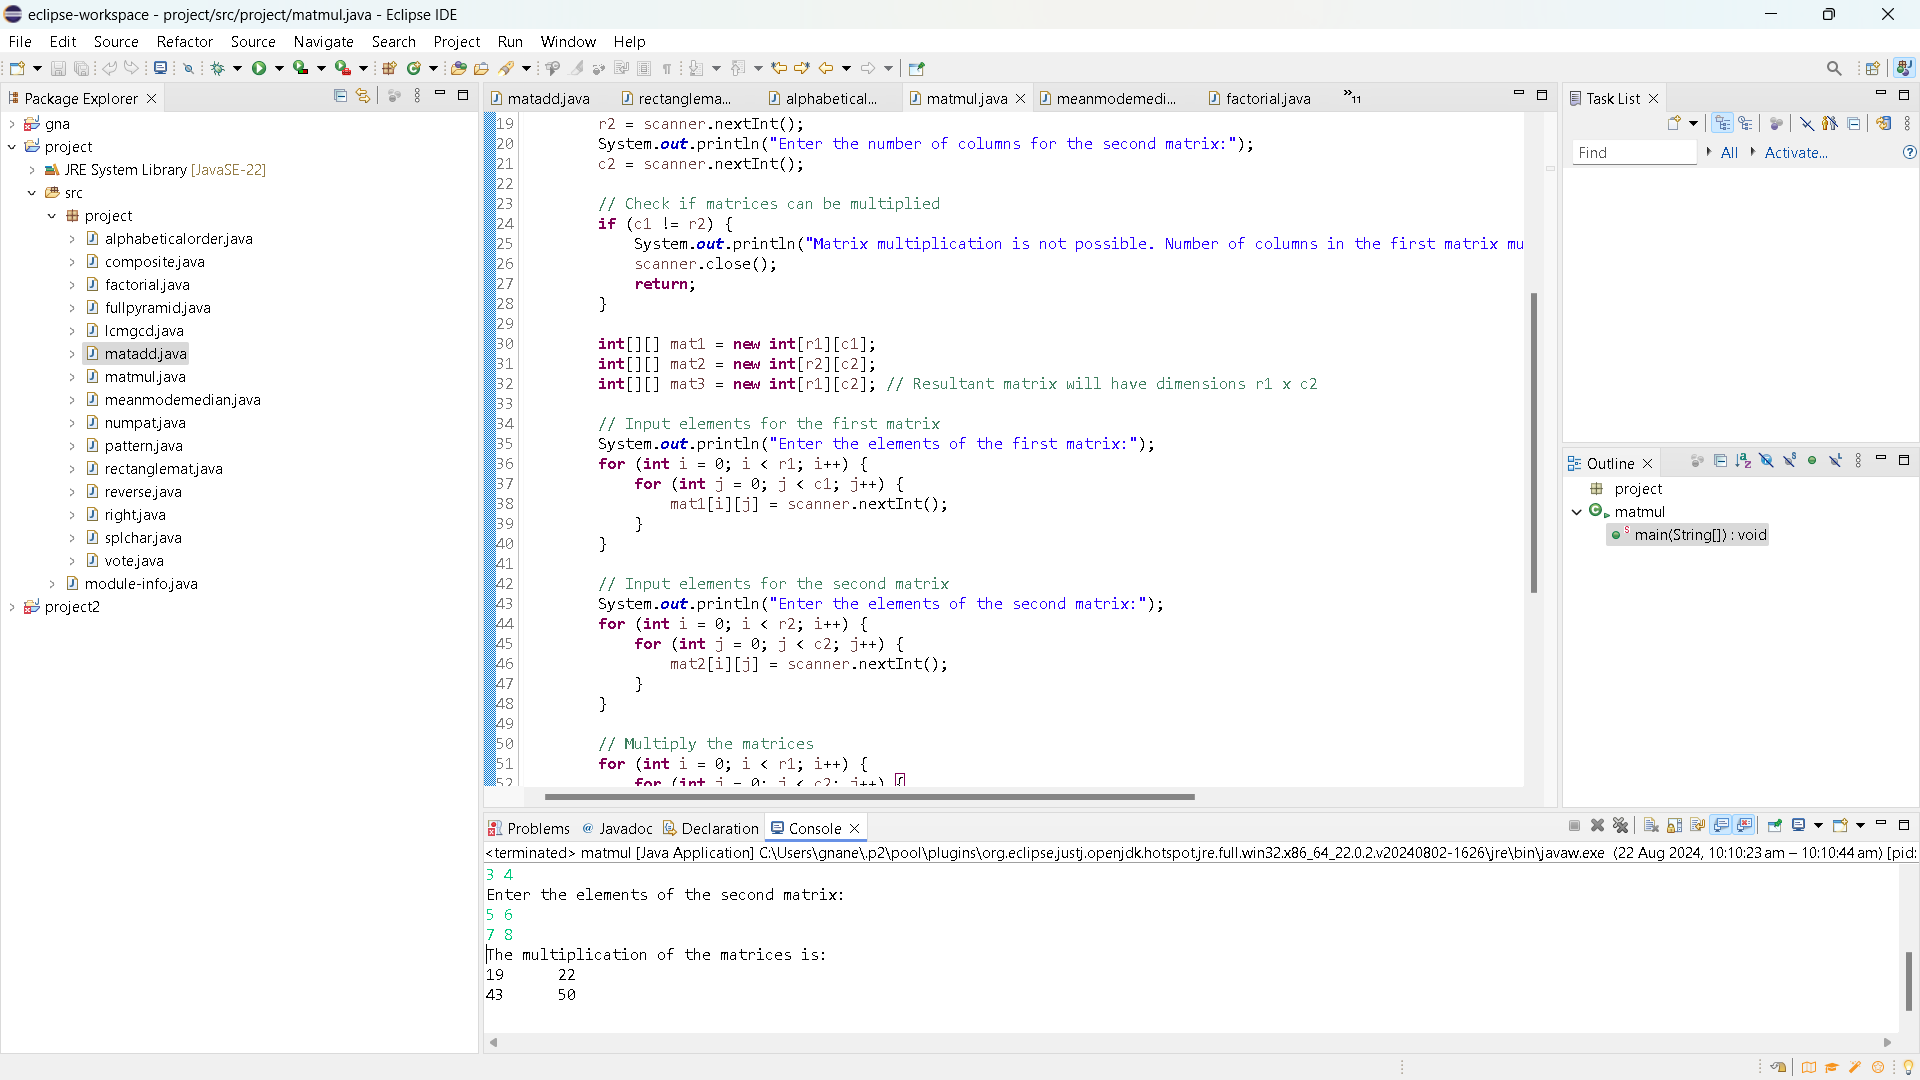 eclipse-workspace - project/src/project/matmul.java - Eclipse IDE
File Edit Source Refactor Source Navigate Search Project Run Window Help
Package Explorer
gna
project
JRE System Library [JavaSE-22]
src
project
alphabeticalorder.java
composite.java
factorial.java
fullpyramid.java
lcmgcd.java
matadd.java
matmul.java
meanmodemedian.java
numpat.java
pattern.java
rectanglemat.java
reverse.java
right.java
splchar.java
vote.java
module-info.java
project2
matadd.java rectanglema... alphabetical... matmul.java meanmodemedi... factorial.java »11
19 r2 = scanner.nextInt();
20 System.out.println("Enter the number of columns for the second matrix:");
21 c2 = scanner.nextInt();
22
23 // Check if matrices can be multiplied
24 if (c1 != r2) {
25 System.out.println("Matrix multiplication is not possible. Number of columns in the first matrix mu
26 scanner.close();
27 return;
28 }
29
30 int[][] mat1 = new int[r1][c1];
31 int[][] mat2 = new int[r2][c2];
32 int[][] mat3 = new int[r1][c2]; // Resultant matrix will have dimensions r1 x c2
33
34 // Input elements for the first matrix
35 System.out.println("Enter the elements of the first matrix:");
36 for (int i = 0; i < r1; i++) {
37 for (int j = 0; j < c1; j++) {
38 mat1[i][j] = scanner.nextInt();
39 }
40 }
41
42 // Input elements for the second matrix
43 System.out.println("Enter the elements of the second matrix:");
44 for (int i = 0; i < r2; i++) {
45 for (int j = 0; j < c2; j++) {
46 mat2[i][j] = scanner.nextInt();
47 }
48 }
49
50 // Multiply the matrices
51 for (int i = 0; i < r1; i++) {
52 for (int j = 0; j < c2; j++) {
Task List
Find All Activate...
Outline
project
matmul
main(String[]) : void
Problems Javadoc Declaration Console
<terminated> matmul [Java Application] C:\Users\gnane\.p2\pool\plugins\org.eclipse.justj.openjdk.hotspot.jre.full.win32.x86_64_22.0.2.v20240802-1626\jre\bin\javaw.exe (22 Aug 2024, 10:10:23 am – 10:10:44 am) [pid:
3 4
Enter the elements of the second matrix:
5 6
7 8
The multiplication of the matrices is:
19 22
43 50